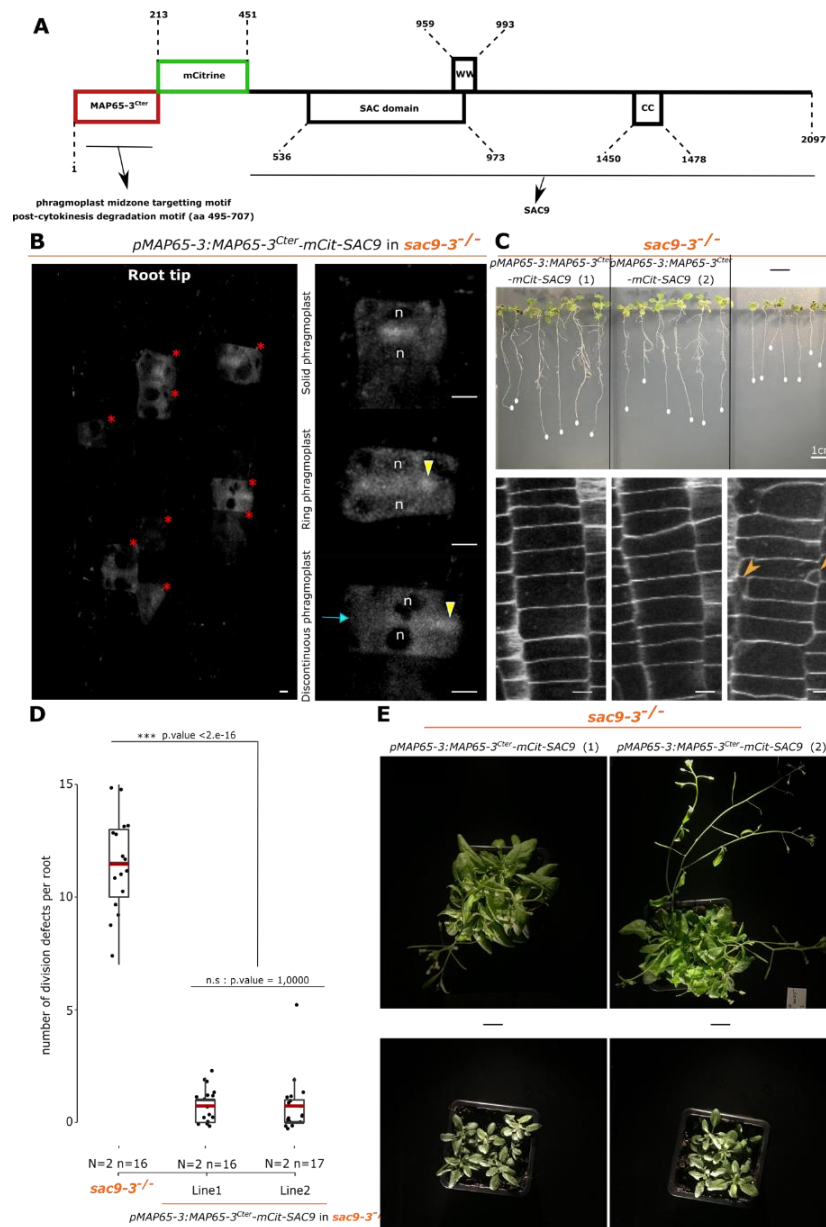 A
213
451
959
993
mCitrine
WW
MAP65-3Cter
SAC domain
CC
1
536
973
1450
1478
2097
phragmoplast midzone targetting motif
post-cytokinesis degradation motif (aa 495-707)
SAC9
B
pMAP65-3:MAP65-3Cter-mCit-SAC9 in sac9-3-/-
Root tip
*
*
*
*
*
*
*
*
Solid phragmoplast
n
n
Ring phragmoplast
n
n
Discontinuous phragmoplast
n
n
C
sac9-3-/-
pMAP65-3:MAP65-3Cter
-mCit-SAC9 (1)
pMAP65-3:MAP65-3Cter
-mCit-SAC9 (2)
—
D
*** p.value <2.e-16
15
10
5
0
number of division defects per root
n.s : p.value = 1,0000
N=2 n=16
N=2 n=16
N=2 n=17
sac9-3-/-
Line1
Line2
pMAP65-3:MAP65-3Cter-mCit-SAC9 in
E
sac9-3-/-
pMAP65-3:MAP65-3Cter-mCit-SAC9 (1)
pMAP65-3:MAP65-3Cter-mCit-SAC9 (2)
—
—